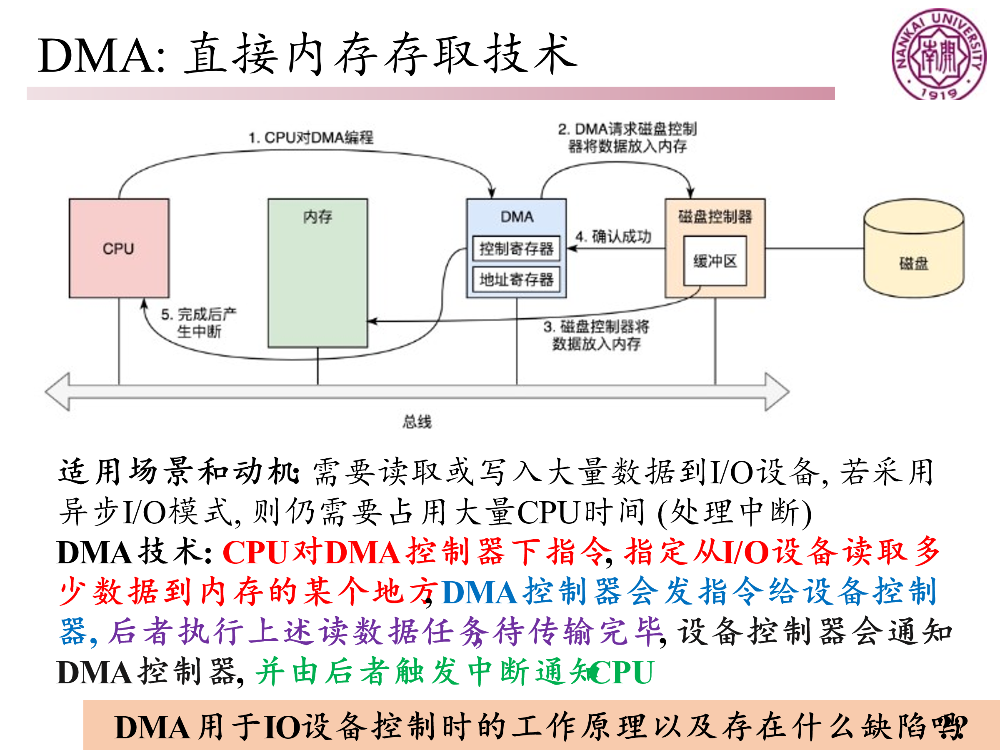 DMA: 直接内存存取技术
NANKAI UNIVERSITY
南開
1919
1. CPU对DMA编程
2. DMA请求磁盘控制
器将数据放入内存
CPU
内存
DMA
控制寄存器
地址寄存器
4. 确认成功
磁盘控制器
缓冲区
磁盘
5. 完成后产
生中断
3. 磁盘控制器将
数据放入内存
总线
适用场景和动机: 需要读取或写入大量数据到I/O设备, 若采用
异步I/O模式, 则仍需要占用大量CPU时间 (处理中断)
DMA技术: CPU对DMA控制器下指令, 指定从I/O设备读取多
少数据到内存的某个地方, DMA控制器会发指令给设备控制
器, 后者执行上述读数据任务, 待传输完毕, 设备控制器会通知
DMA控制器, 并由后者触发中断通知CPU
DMA用于IO设备控制时的工作原理以及存在什么缺陷吗??